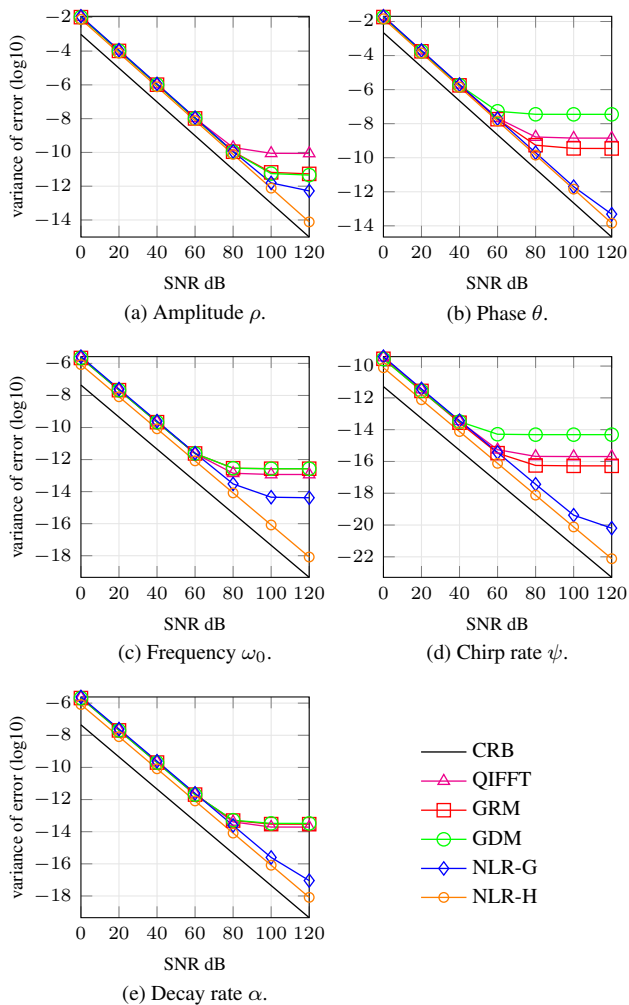 −2
−4
−6
−8
−10
−12
−14
0 20 40 60 80 100 120
variance of error (log10)
SNR dB
(a) Amplitude ρ.
−2
−4
−6
−8
−10
−12
−14
0 20 40 60 80 100 120
SNR dB
(b) Phase θ.
−6
−8
−10
−12
−14
−16
−18
0 20 40 60 80 100 120
variance of error (log10)
SNR dB
(c) Frequency ω₀.
−10
−12
−14
−16
−18
−20
−22
0 20 40 60 80 100 120
SNR dB
(d) Chirp rate ψ.
−6
−8
−10
−12
−14
−16
−18
0 20 40 60 80 100 120
variance of error (log10)
SNR dB
(e) Decay rate α.
CRB
QIFFT
GRM
GDM
NLR-G
NLR-H